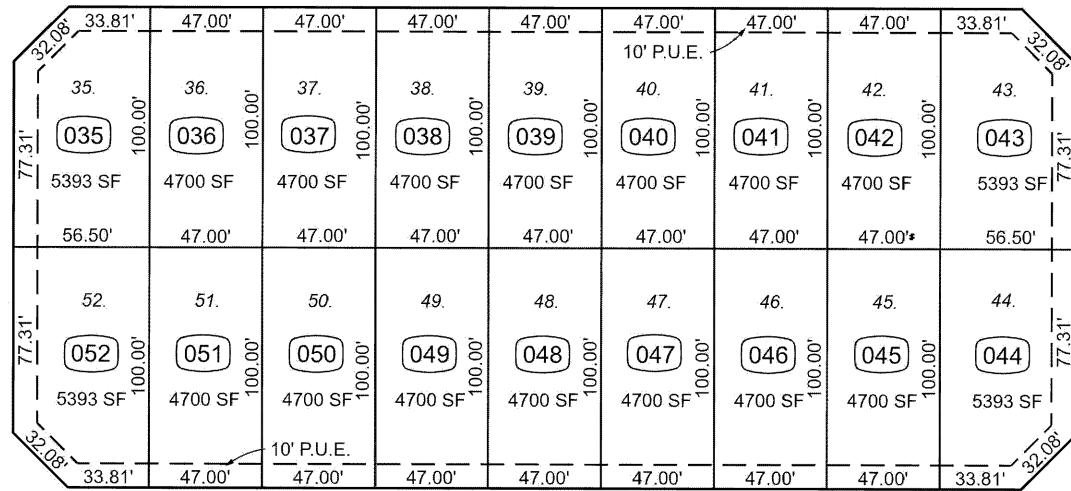 33.81' 47.00' 47.00' 47.00' 47.00' 47.00' 47.00' 47.00' 33.81'
32.08' 32.08'
10' P.U.E.
35. 36. 37. 38. 39. 40. 41. 42. 43.
035 036 037 038 039 040 041 042 043
77.31' 100.00' 100.00' 100.00' 100.00' 100.00' 100.00' 100.00' 100.00' 77.31'
5393 SF 4700 SF 4700 SF 4700 SF 4700 SF 4700 SF 4700 SF 4700 SF 5393 SF
56.50' 47.00' 47.00' 47.00' 47.00' 47.00' 47.00' 47.00' 56.50'
52. 51. 50. 49. 48. 47. 46. 45. 44.
052 051 050 049 048 047 046 045 044
77.31' 100.00' 100.00' 100.00' 100.00' 100.00' 100.00' 100.00' 100.00' 77.31'
5393 SF 4700 SF 4700 SF 4700 SF 4700 SF 4700 SF 4700 SF 4700 SF 5393 SF
32.08' 32.08'
10' P.U.E.
33.81' 47.00' 47.00' 47.00' 47.00' 47.00' 47.00' 47.00' 33.81'